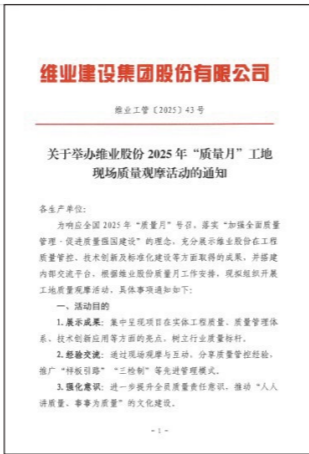 维业建设集团股份有限公司
维业工管〔2025〕43号
关于举办维业股份 2025 年“质量月”工地
现场质量观摩活动的通知
各生产单位：
为响应全国 2025 年“质量月”号召，落实“加强全面质量
管理·促进质量强国建设”的理念，充分展示维业股份在工程
质量管控、技术创新及标准化建设等方面取得的成果，并搭建
内部交流平台，根据维业股份质量月工作安排，现拟组织开展
工地质量观摩活动，具体事项通知如下：
一、活动目的
1.展示成果：集中呈现项目在实体工程质量、质量管理体
系、技术创新应用等方面的亮点，树立行业质量标杆。
2.经验交流：通过现场观摩与互动，分享质量管控经验，
推广“样板引路”“三检制”等先进管理模式。
3.强化意识：进一步提升全员质量责任意识，推动“人人
讲质量，事事为质量”的文化建设。
- 1 -